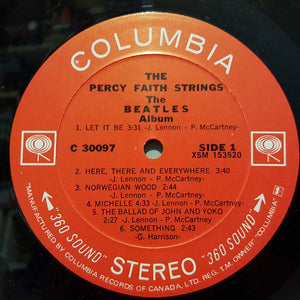 COLUMBIA
THE
PERCY FAITH STRINGS
The
BEATLES
Album
1. LET IT BE 3:31 -J. Lennon - P. McCartney-
C 30097
SIDE 1
XSM 153520
2. HERE, THERE AND EVERYWHERE 3:40
-J. Lennon - P. McCartney-
3. NORWEGIAN WOOD 2:44
-J. Lennon - P. McCartney-
4. MICHELLE 4:33 -J. Lennon - P. McCartney-
5. THE BALLAD OF JOHN AND YOKO
2:27 -J. Lennon - P. McCartney-
6. SOMETHING 2:43
-G. Harrison-
"360 SOUND" STEREO "360 SOUND"
MANUFACTURED BY COLUMBIA RECORDS OF CANADA, LTD. REG. T.M. OWNER "COLUMBIA"